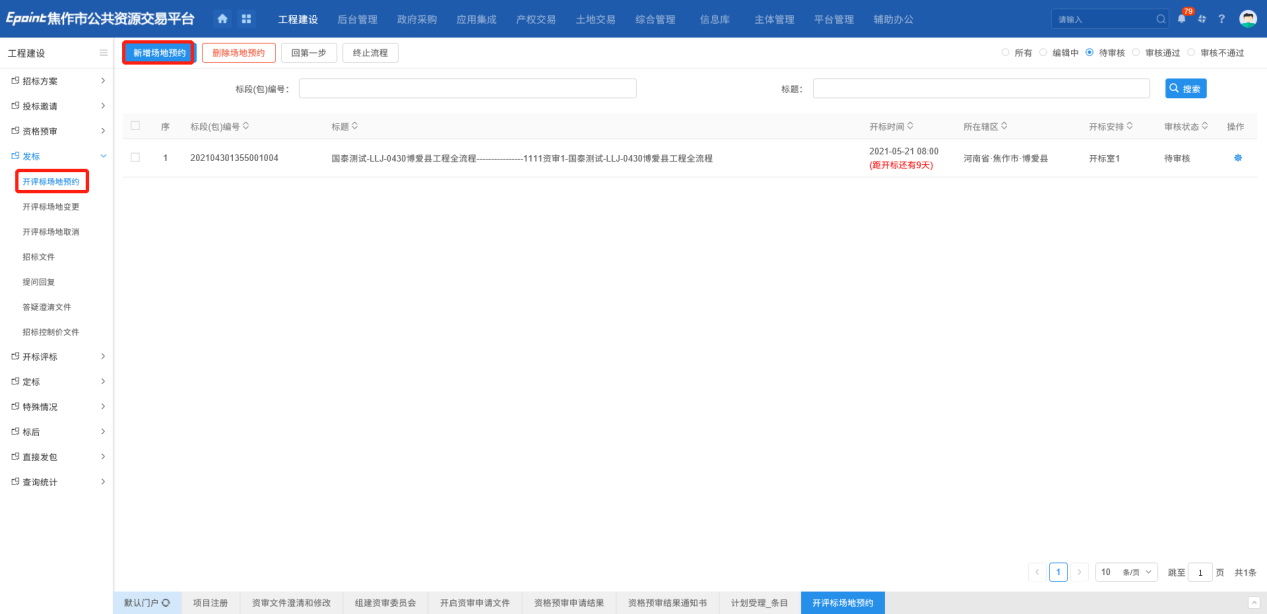 Epoint焦作市公共资源交易平台 工程建设 后台管理 政府采购 应用集成 产权交易 土地交易 综合管理 信息库 主体管理 平台管理 辅助办公 请输入 79 ?
工程建设
新增场地预约 删除场地预约 回第一步 终止流程 所有 编辑中 待审核 审核通过 审核不通过
招标方案
投标邀请
资格预审
发标
开评标场地预约
开评标场地变更
开评标场地取消
招标文件
提问回复
答疑澄清文件
招标控制价文件
开标评标
定标
特殊情况
标后
直接发包
查询统计
标段(包)编号: 标题: 搜索
序 标段(包)编号 标题 开标时间 所在辖区 开标安排 审核状态 操作
1 202104301355001004 国泰测试-LLJ-0430博爱县工程全流程----------------1111资审1-国泰测试-LLJ-0430博爱县工程全流程 2021-05-21 08:00 河南省·焦作市·博爱县 开标室1 待审核
(距开标还有9天)
1 10 条/页 跳至 1 页 共1条
默认门户 项目注册 资审文件澄清和修改 组建资审委员会 开启资审申请文件 资格预审申请结果 资格预审结果通知书 计划受理_条目 开评标场地预约